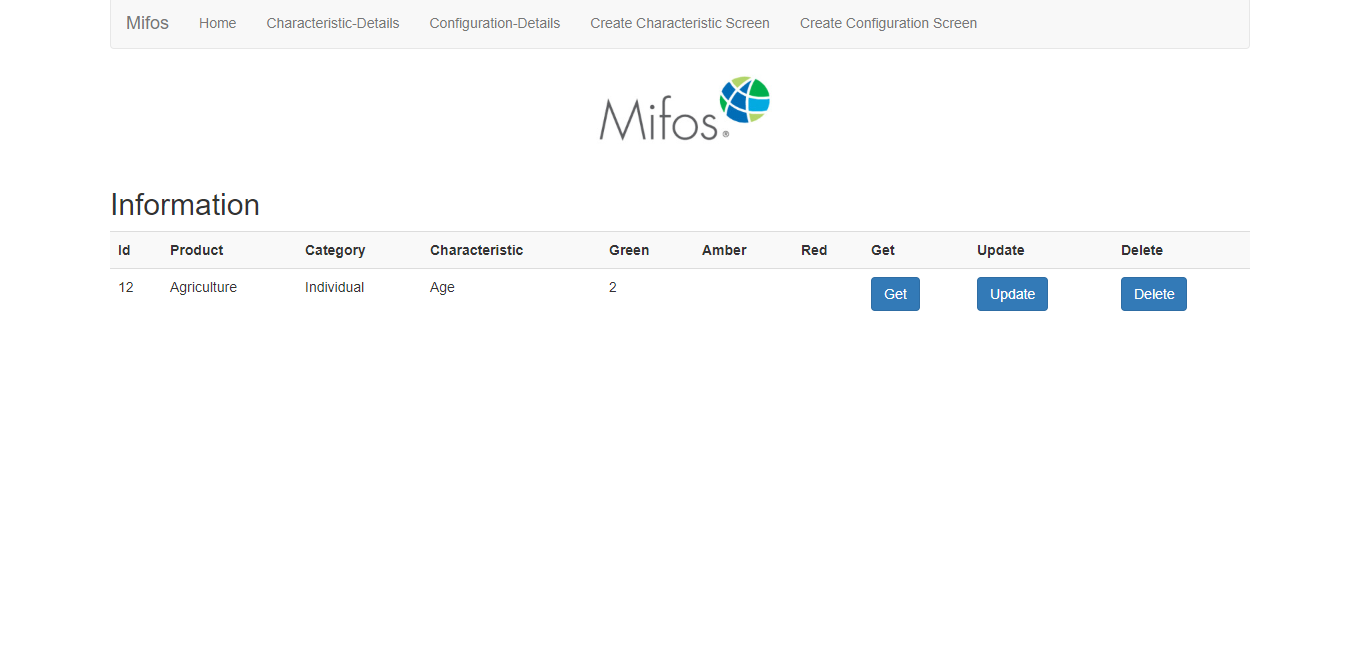 Mifos Home Characteristic-Details Configuration-Details Create Characteristic Screen Create Configuration Screen
Mifos®
Information
Id Product Category Characteristic Green Amber Red Get Update Delete
12 Agriculture Individual Age 2 Get Update Delete